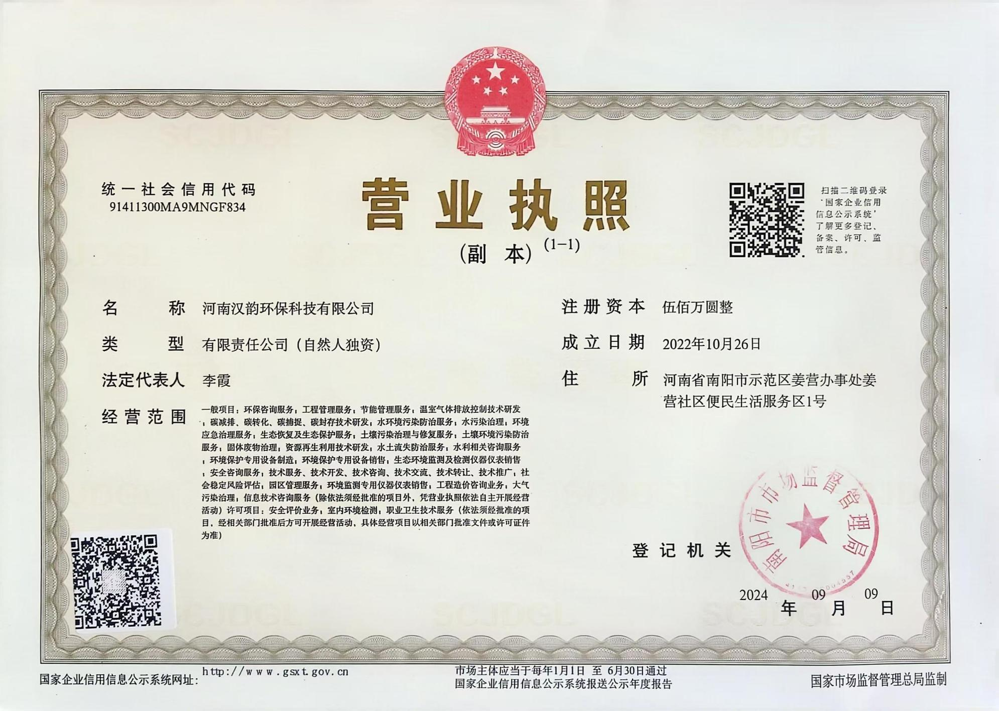 统一社会信用代码
91411300MA9MNGF834
营业执照
(副 本) (1-1)
扫描二维码登录
'国家企业信用
信息公示系统'
了解更多登记、
备案、许可、监
管信息。
名 称 河南汉韵环保科技有限公司
类 型 有限责任公司（自然人独资）
法定代表人 李霞
经营范围 一般项目：环保咨询服务；工程管理服务；节能管理服务；温室气体排放控制技术研发
；碳减排、碳转化、碳捕捉、碳封存技术研发；水环境污染防治服务；水污染治理；环境
应急治理服务；生态恢复及生态保护服务；土壤污染治理与修复服务；土壤环境污染防治
服务；固体废物治理；资源再生利用技术研发；水土流失防治服务；水利相关咨询服务
；环境保护专用设备制造；环境保护专用设备销售；生态环境监测及检测仪器仪表销售
；安全咨询服务；技术服务、技术开发、技术咨询、技术交流、技术转让、技术推广；社
会稳定风险评估；园区管理服务；环境监测专用仪器仪表销售；工程造价咨询业务；大气
污染治理；信息技术咨询服务（除依法须经批准的项目外，凭营业执照依法自主开展经营
活动）许可项目：安全评价业务；室内环境检测；职业卫生技术服务（依法须经批准的项
目，经相关部门批准后方可开展经营活动，具体经营项目以相关部门批准文件或许可证件
为准）
注册资本 伍佰万圆整
成立日期 2022年10月26日
住 所 河南省南阳市示范区姜营办事处姜
营社区便民生活服务区1号
登记机关
南阳市市场监督管理局
2024 年 09 月 09 日
国家企业信用信息公示系统网址： http://www.gsxt.gov.cn
市场主体应当于每年1月1日 至 6月30日通过
国家企业信用信息公示系统报送公示年度报告
国家市场监督管理总局监制
SCJDGL